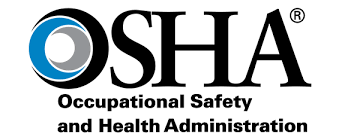 OSHA®
Occupational Safety
and Health Administration